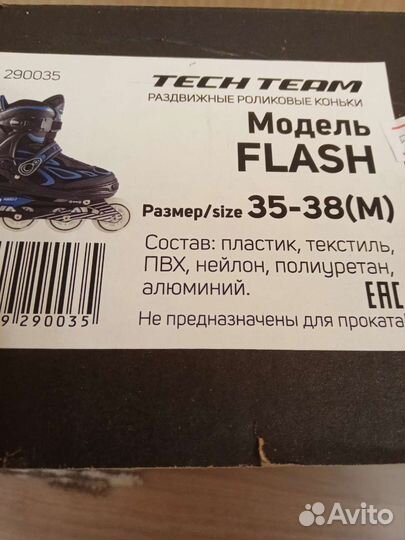 290035
TECH TEAM
РАЗДВИЖНЫЕ РОЛИКОВЫЕ КОНЬКИ
Модель
FLASH
Размер/size 35-38(M)
Состав: пластик, текстиль,
ПВХ, нейлон, полиуретан,
алюминий.
EAC
Не предназначены для проката
9 290035
Avito